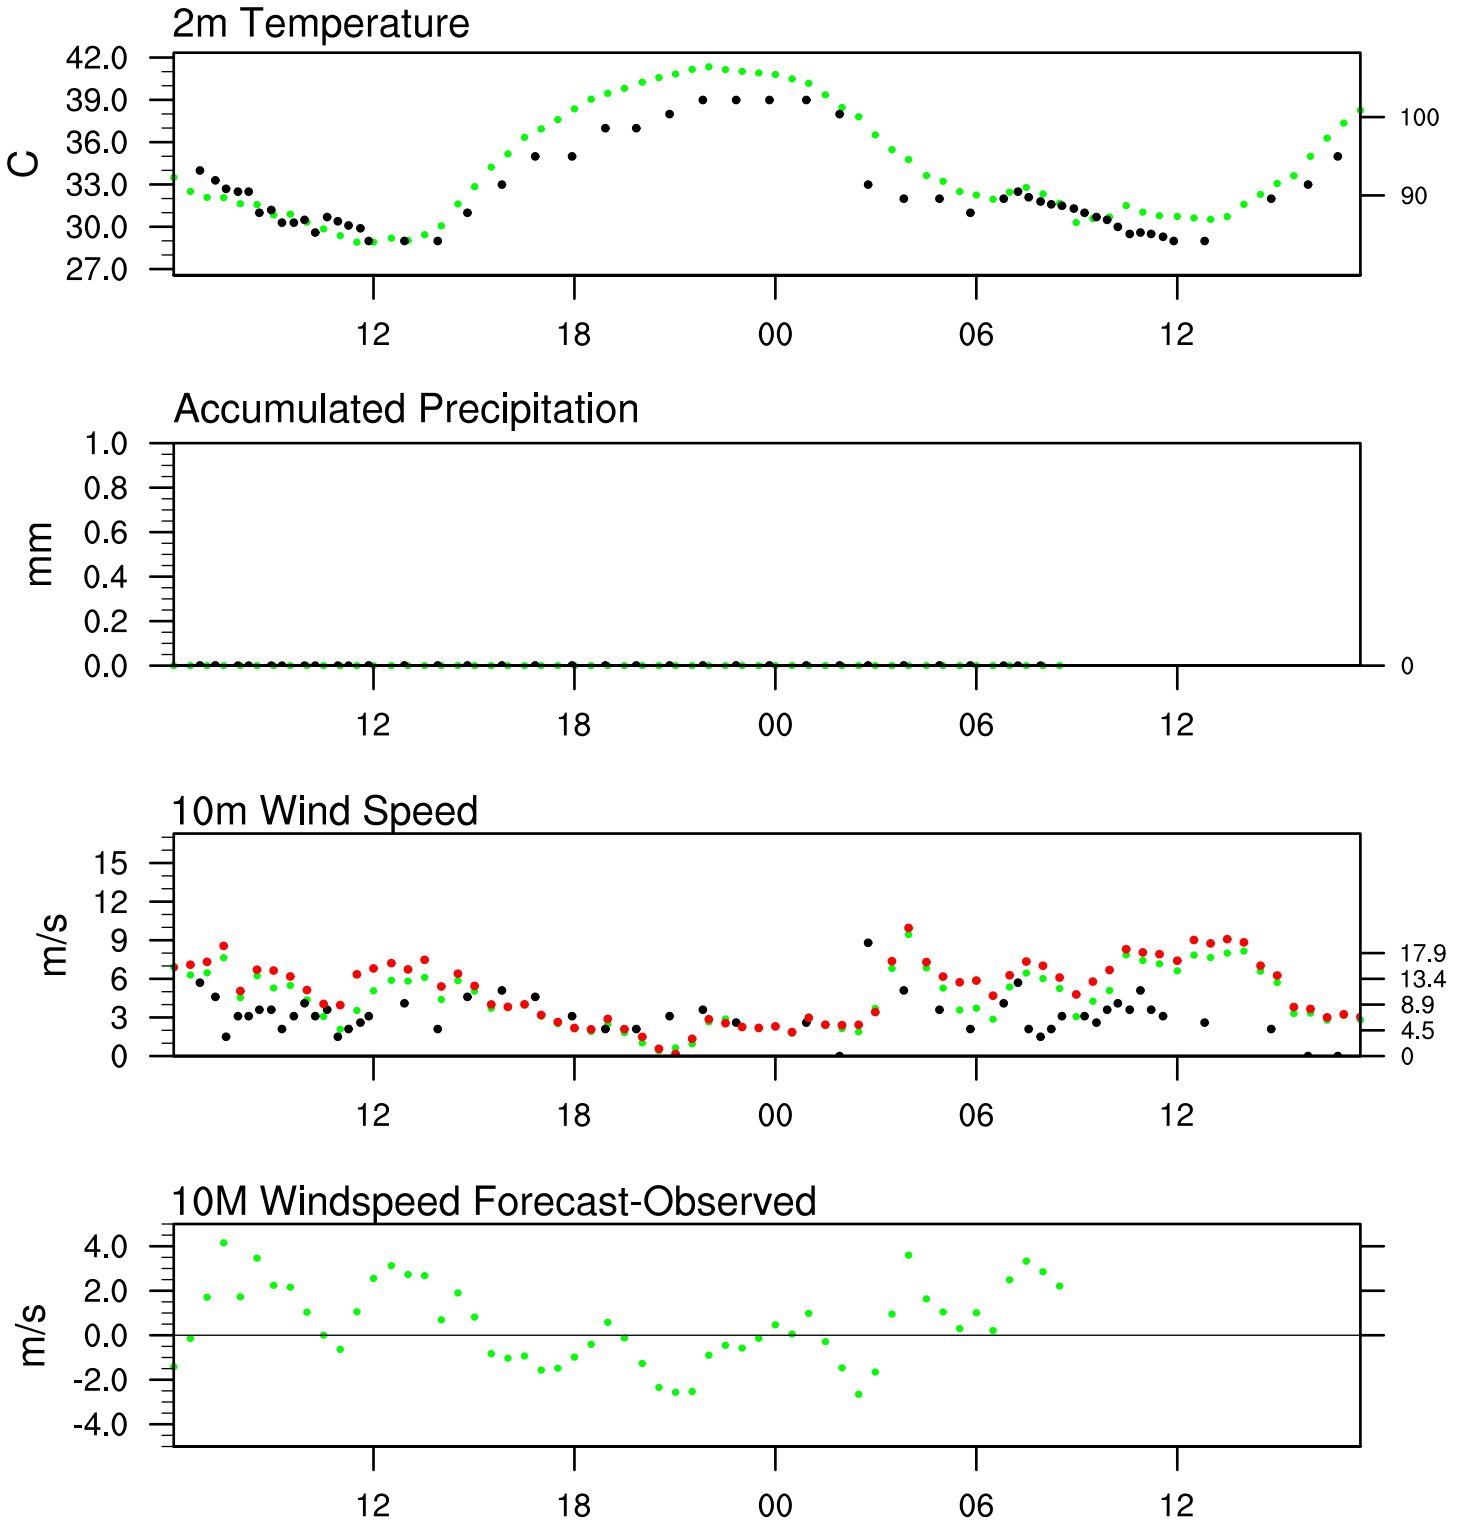 2m Temperature
42.0
39.0
36.0
33.0
30.0
27.0
C
100
90
12 18 00 06 12
Accumulated Precipitation
1.0
0.8
0.6
0.4
0.2
0.0
mm
0
12 18 00 06 12
10m Wind Speed
15
12
9
6
3
0
m/s
17.9
13.4
8.9
4.5
0
12 18 00 06 12
10M Windspeed Forecast-Observed
4.0
2.0
0.0
-2.0
-4.0
m/s
12 18 00 06 12